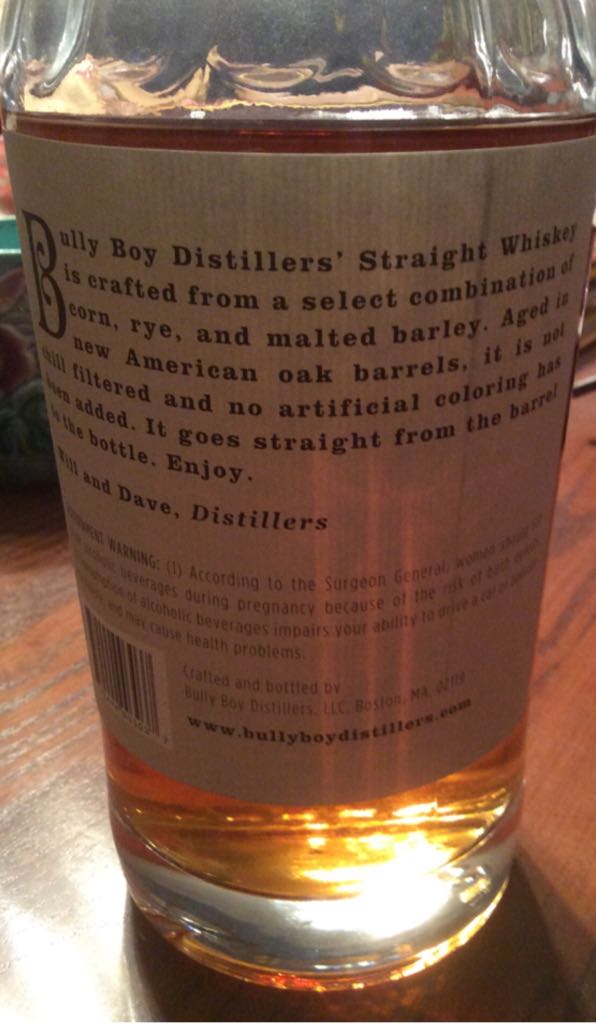 Bully Boy Distillers' Straight Whiskey
is crafted from a select combination of
corn, rye, and malted barley. Aged in
new American oak barrels, it is not
chill filtered and no artificial coloring has
been added. It goes straight from the barrel
to the bottle. Enjoy.
Will and Dave, Distillers
WARNING: (1) According to the Surgeon General, women should
alcoholic beverages during pregnancy because of the risk of birth
of alcoholic beverages impairs your ability to drive a car or
and may cause health problems.
Crafted and bottled by
Bully Boy Distillers, LLC, Boston, MA, 02119
www.bullyboydistillers.com